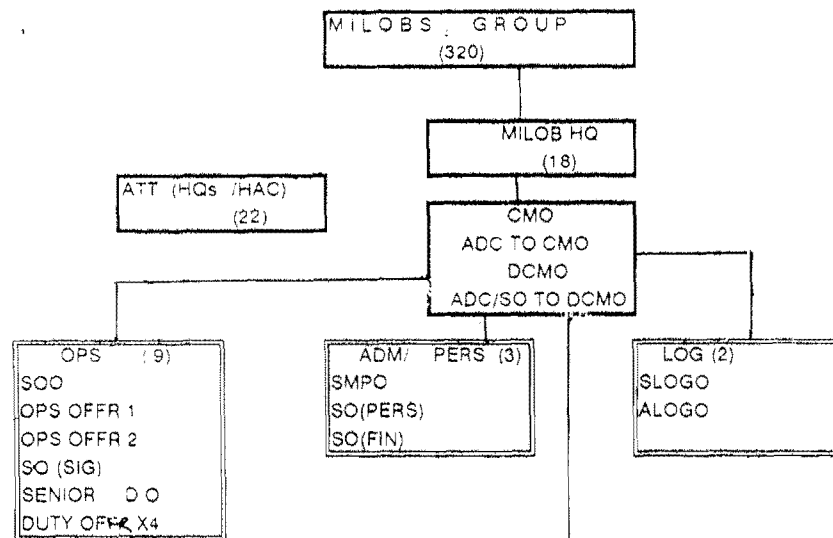 MILOBS, GROUP
(320)
MILOB HQ
(18)
ATT (HQs /HAC)
(22)
CMO
ADC TO CMO
DCMO
ADC/SO TO DCMO
OPS (9)
SOO
OPS OFFR 1
OPS OFFR 2
SO (SIG)
SENIOR D O
DUTY OFFR X4
ADM/ PERS (3)
SMPO
SO(PERS)
SO(FIN)
LOG (2)
SLOGO
ALOGO